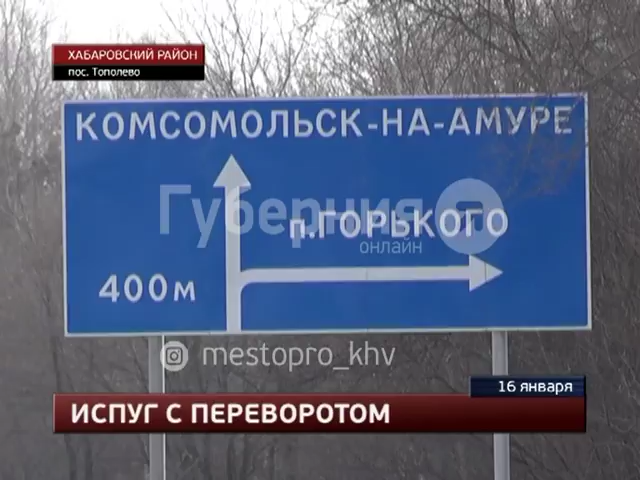 ХАБАРОВСКИЙ РАЙОН
пос. Тополево
КОМСОМОЛЬСК-НА-АМУРЕ
Губерния
онлайн
п.ГОРЬКОГО
400м
mestopro_khv
16 января
ИСПУГ С ПЕРЕВОРОТОМ